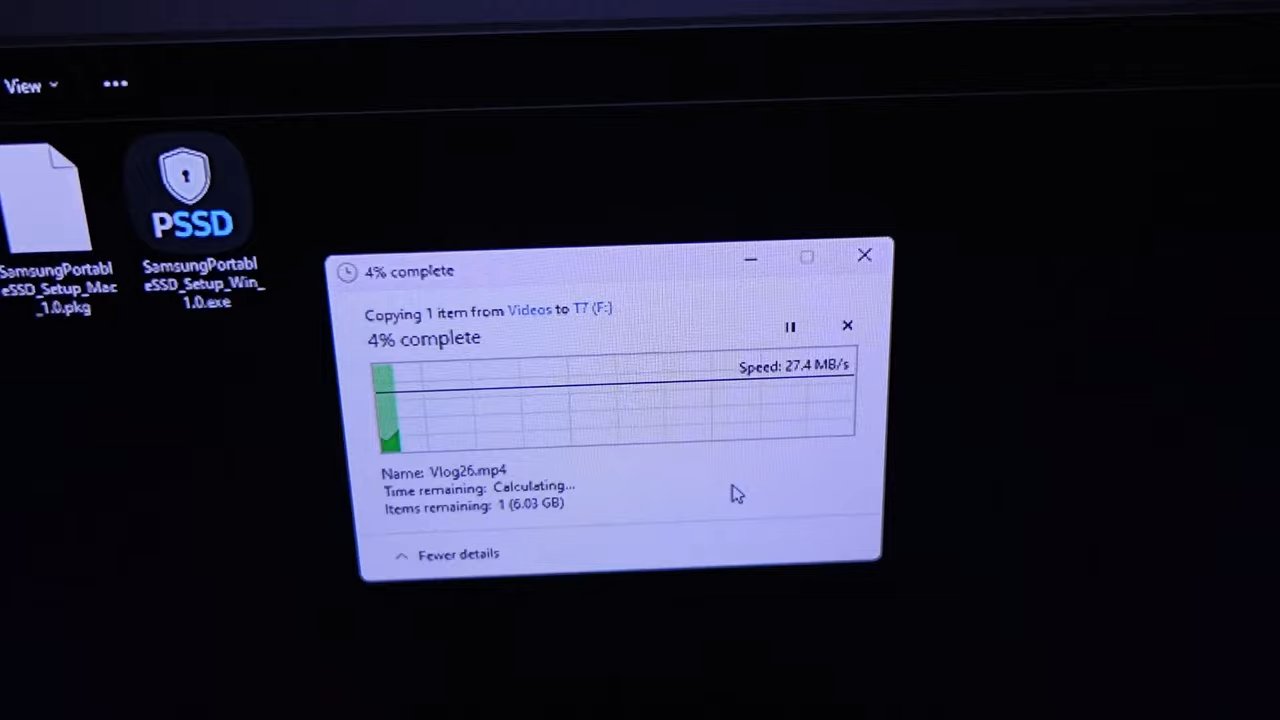 View
PSSD
SamsungPortabl
eSSD_Setup_Mac
_1.0.pkg
SamsungPortabl
eSSD_Setup_Win_
1.0.exe
4% complete
Copying 1 item from Videos to T7 (F:)
4% complete
Speed: 27.4 MB/s
Name: Vlog26.mp4
Time remaining: Calculating...
Items remaining: 1 (6.03 GB)
Fewer details